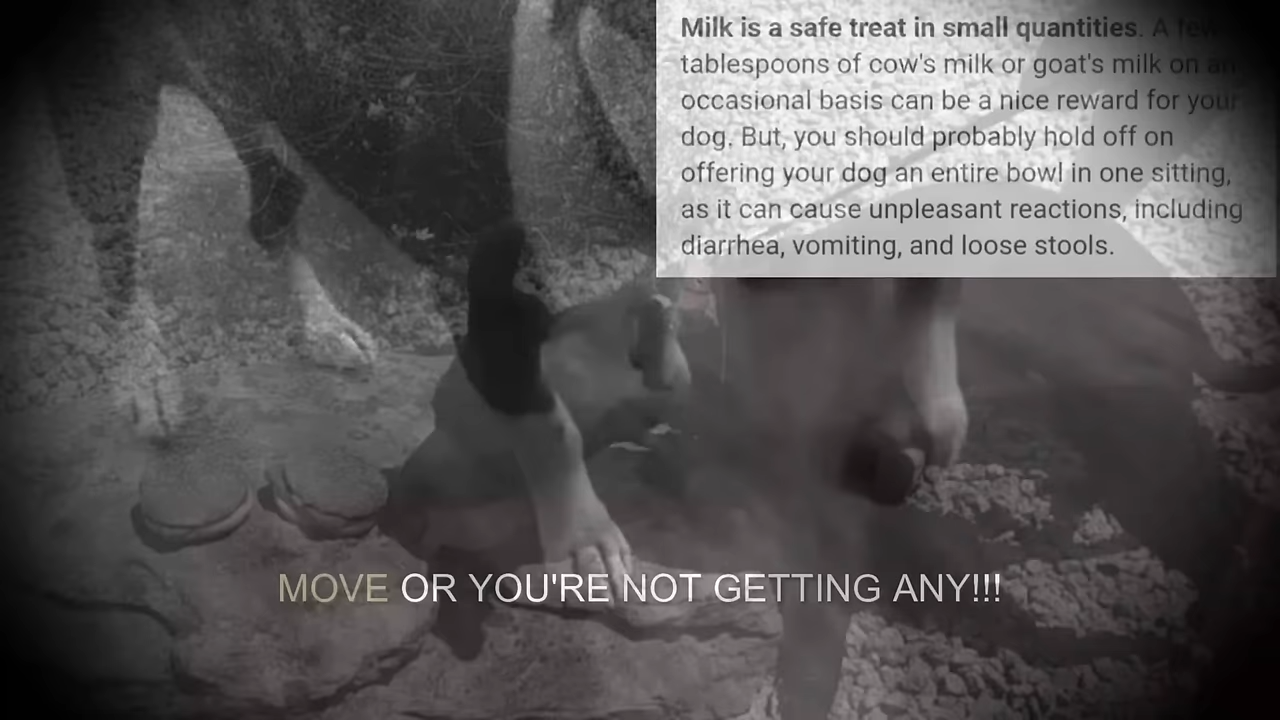 Milk is a safe treat in small quantities. A few
tablespoons of cow's milk or goat's milk on an
occasional basis can be a nice reward for your
dog. But, you should probably hold off on
offering your dog an entire bowl in one sitting,
as it can cause unpleasant reactions, including
diarrhea, vomiting, and loose stools.
MOVE OR YOU'RE NOT GETTING ANY!!!